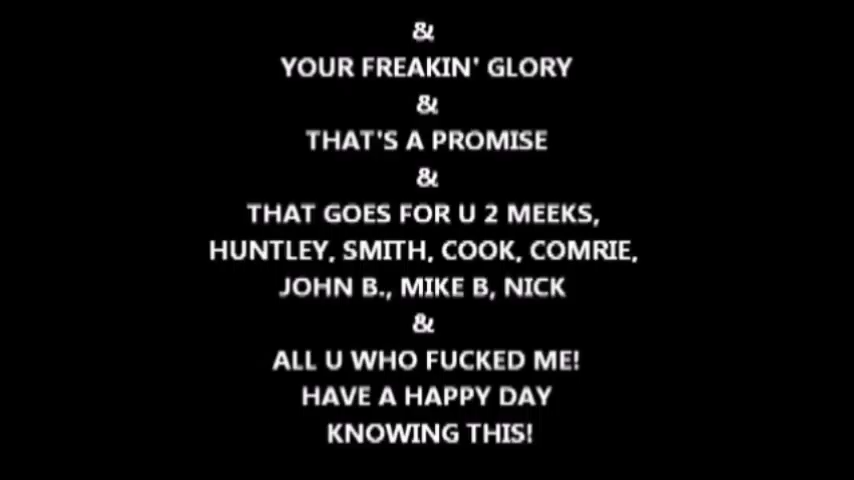 &
YOUR FREAKIN' GLORY
&
THAT'S A PROMISE
&
THAT GOES FOR U 2 MEEKS,
HUNTLEY, SMITH, COOK, COMRIE,
JOHN B., MIKE B, NICK
&
ALL U WHO FUCKED ME!
HAVE A HAPPY DAY
KNOWING THIS!